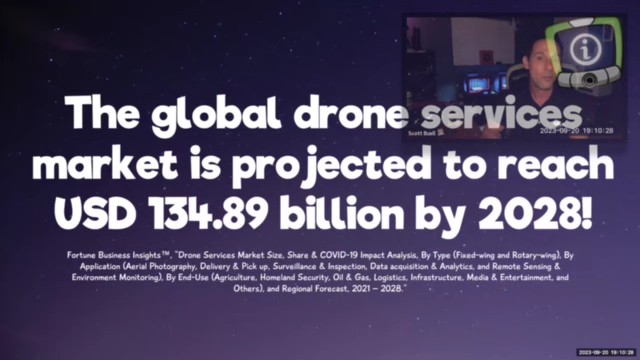 The global drone services
market is projected to reach
USD 134.89 billion by 2028!
Scott Buell
2023-09-20 19:10:28
Fortune Business Insights™, "Drone Services Market Size, Share & COVID-19 Impact Analysis, By Type (Fixed-wing and Rotary-wing), By
Application (Aerial Photography, Delivery & Pick up, Surveillance & Inspection, Data acquisition & Analytics, and Remote Sensing &
Environment Monitoring), By End-Use (Agriculture, Homeland Security, Oil & Gas, Logistics, Infrastructure, Media & Entertainment, and
Others), and Regional Forecast, 2021 – 2028."
2023-09-20 19:10:28